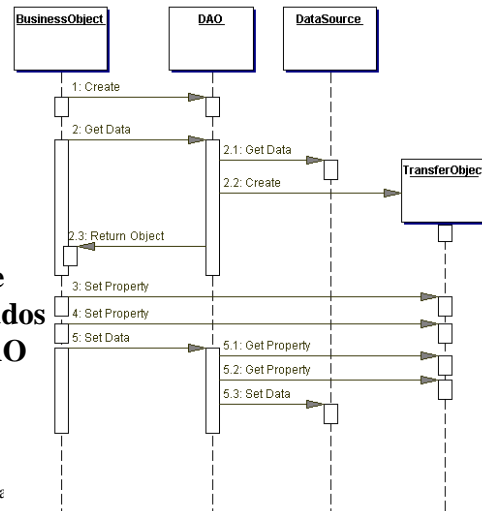 BusinessObject
DAO
DataSource
1: Create
2: Get Data
2.1: Get Data
TransferObjec
2.2: Create
2.3: Return Object
3: Set Property
4: Set Property
5: Set Data
5.1: Get Property
5.2: Get Property
5.3: Set Data
e
dos
O